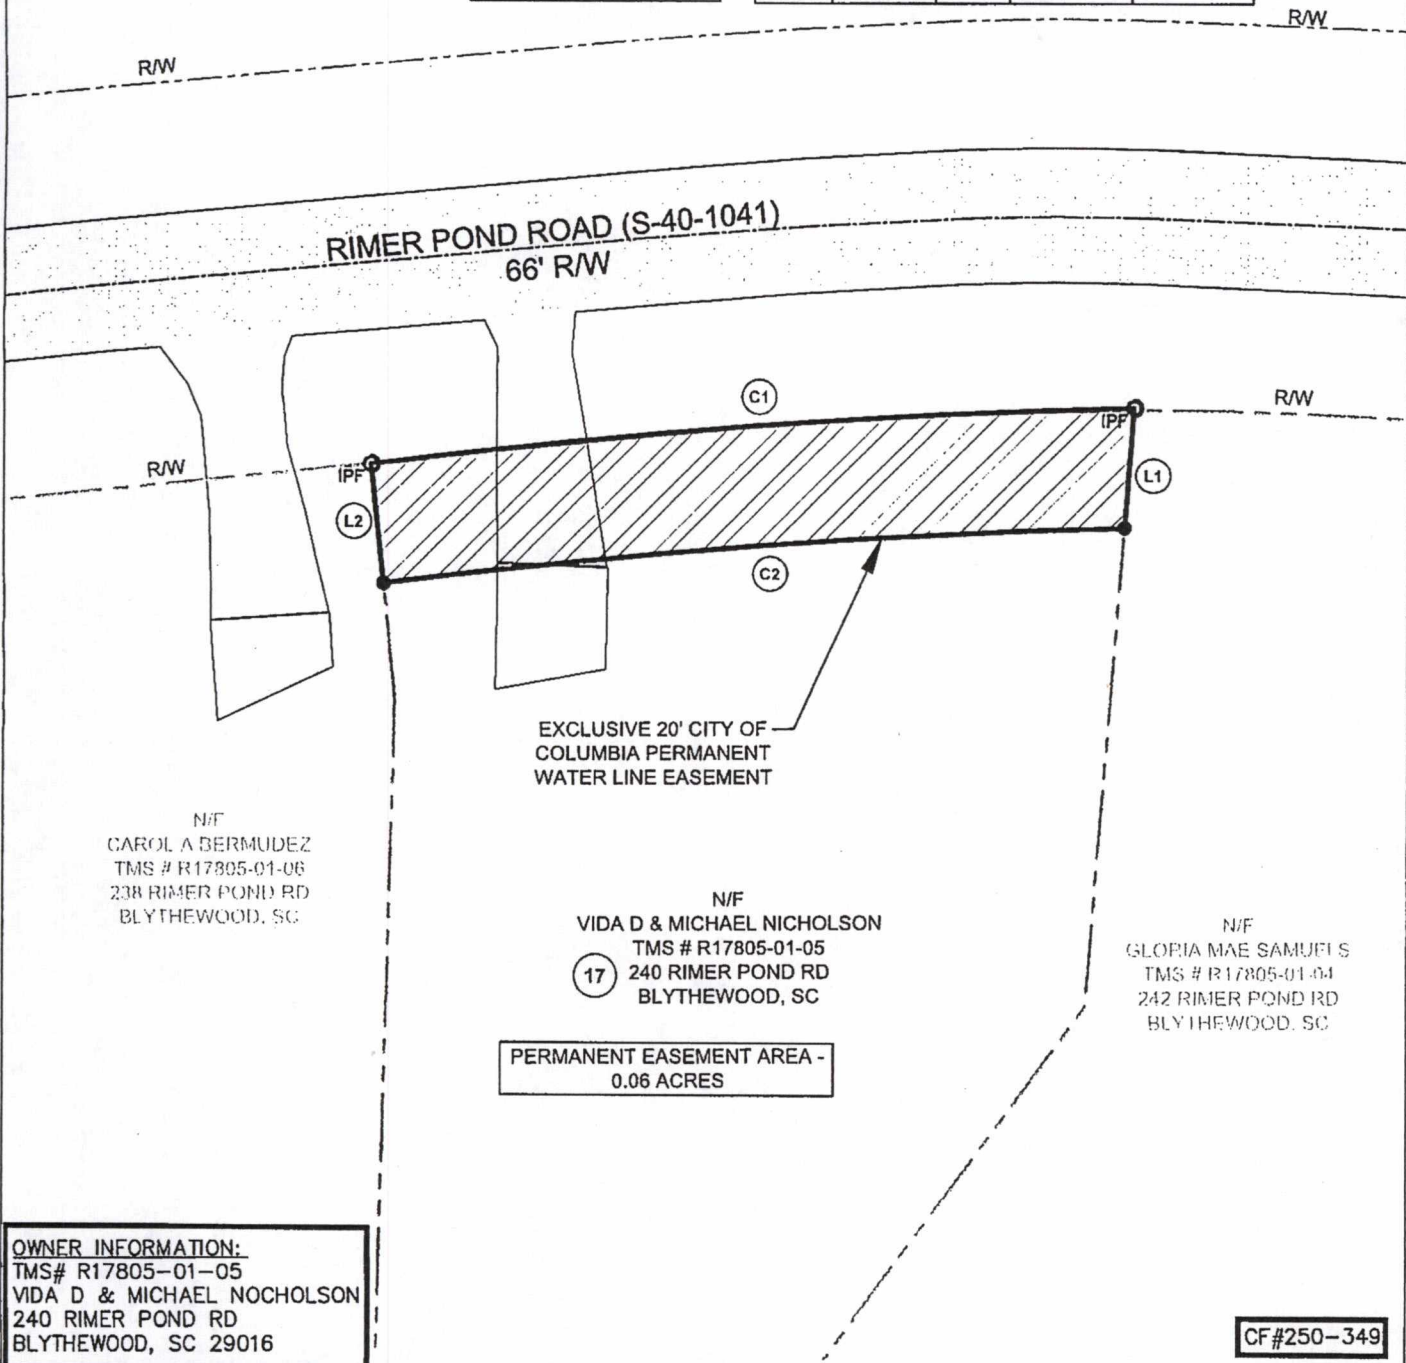 R/W
R/W
RIMER POND ROAD (S-40-1041)
66' R/W
C1
R/W
IPF
R/W
IPF
L1
L2
C2
EXCLUSIVE 20' CITY OF
COLUMBIA PERMANENT
WATER LINE EASEMENT
N/F
CAROL A BERMUDEZ
TMS # R17805-01-06
238 RIMER POND RD
BLYTHEWOOD, SC
N/F
VIDA D & MICHAEL NICHOLSON
TMS # R17805-01-05
17 240 RIMER POND RD
BLYTHEWOOD, SC
N/F
GLORIA MAE SAMUELS
TMS # R17805-01-04
242 RIMER POND RD
BLYTHEWOOD, SC
PERMANENT EASEMENT AREA -
0.06 ACRES
OWNER INFORMATION:
TMS# R17805-01-05
VIDA D & MICHAEL NOCHOLSON
240 RIMER POND RD
BLYTHEWOOD, SC 29016
CF#250-349